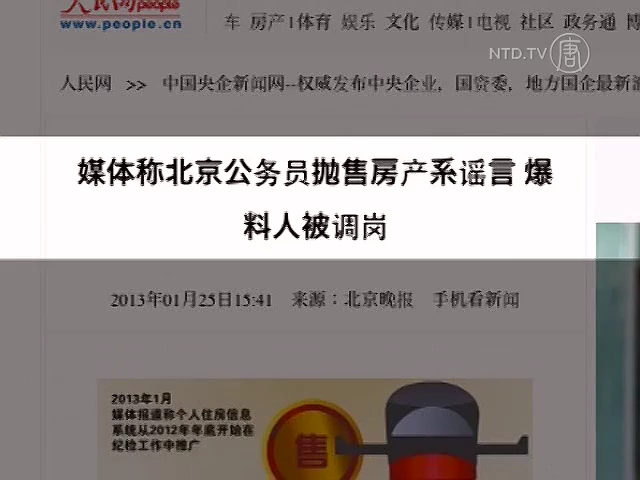 人民网 people
www.people.cn
车 房产 | 体育 娱乐 文化 传媒 | 电视 社区 政务通 博
NTD.TV 唐
人民网 >> 中国央企新闻网--权威发布中央企业，国资委，地方国企最新
媒体称北京公务员抛售房产系谣言 爆
料人被调岗
2013年01月25日15:41 来源：北京晚报 手机看新闻
2013年1月
媒体报道称个人住房信息
系统从2012年年底开始在
纪检工作中推广
售